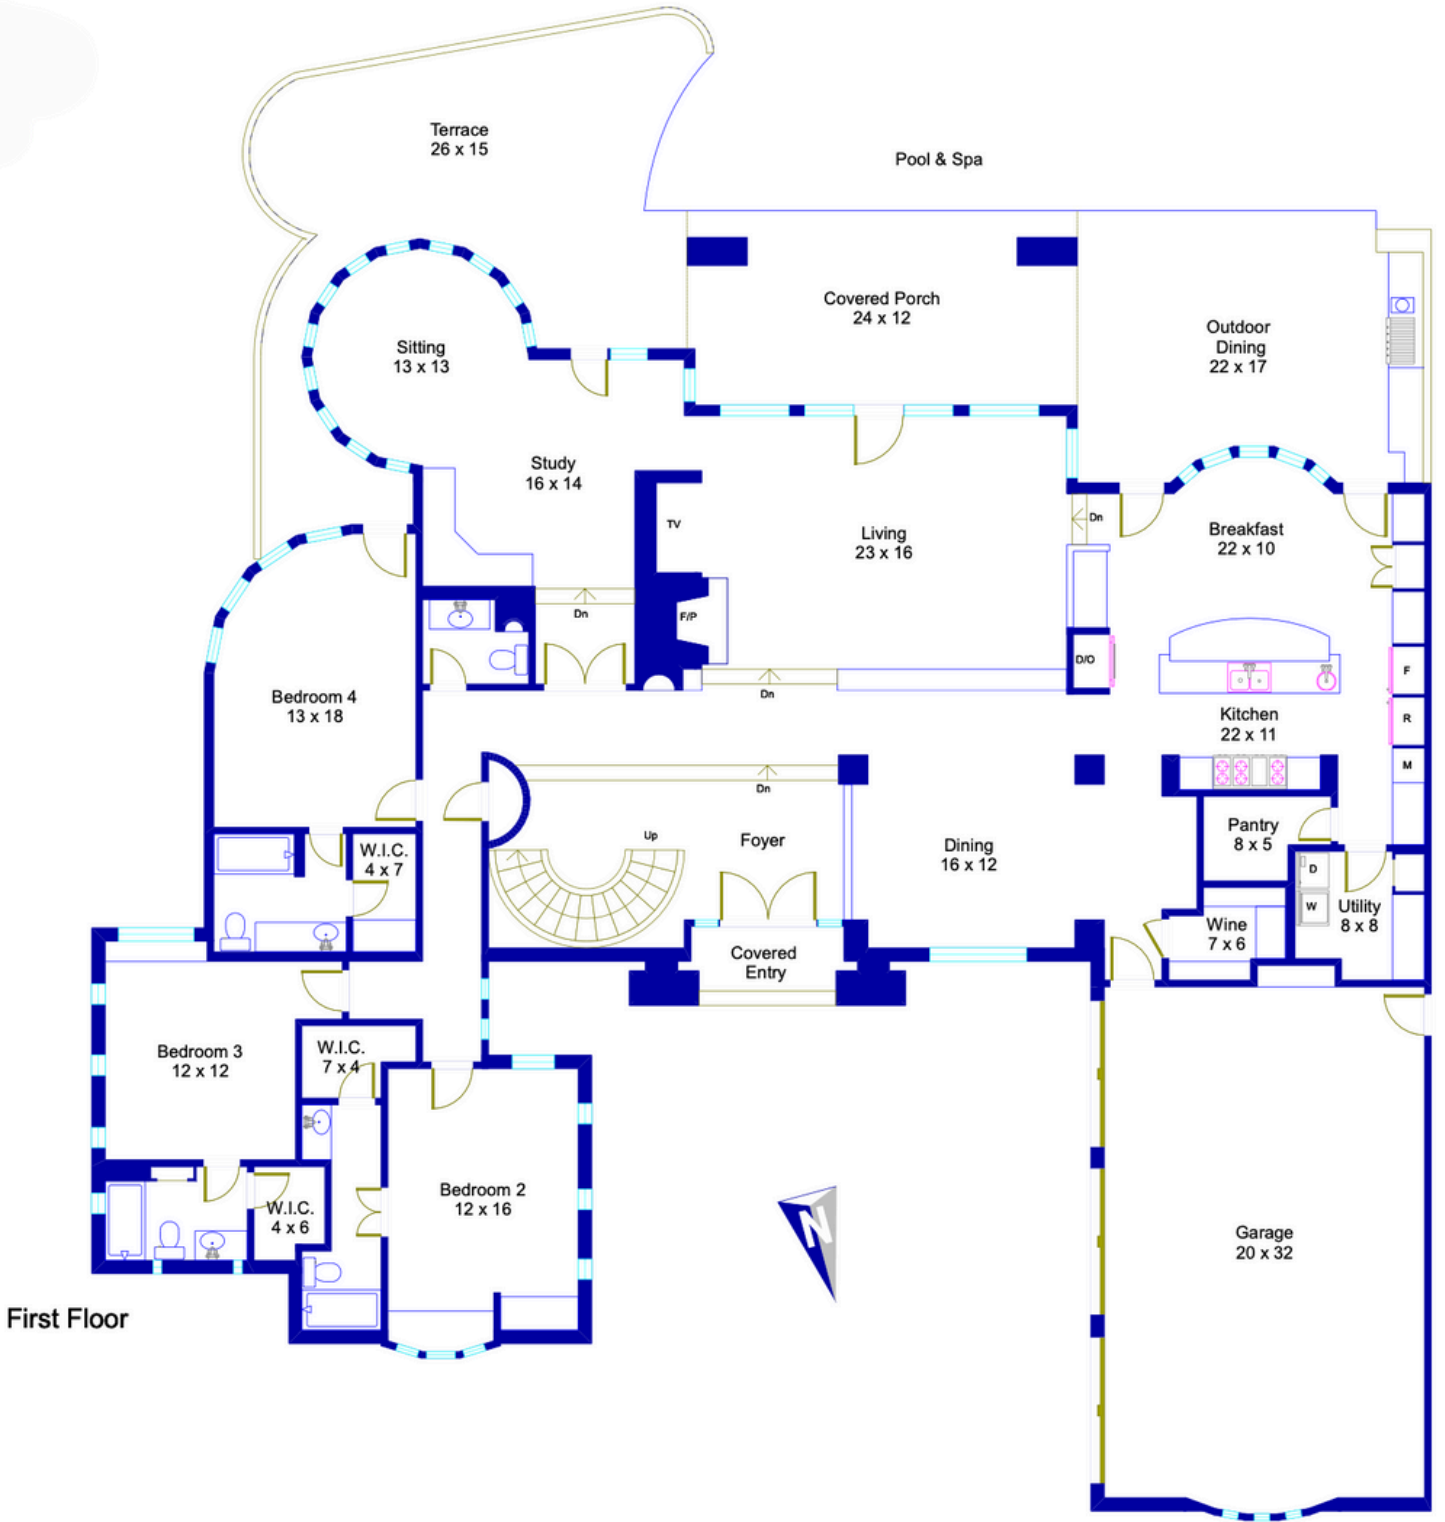 Terrace
26 x 15
Pool & Spa
Covered Porch
24 x 12
Outdoor
Dining
22 x 17
Sitting
13 x 13
Study
16 x 14
TV
Living
23 x 16
Dn
Breakfast
22 x 10
Dn
F/P
D/O
F
Dn
Bedroom 4
13 x 18
Kitchen
22 x 11
R
M
Dn
Up
Foyer
Dining
16 x 12
Pantry
8 x 5
W.I.C.
4 x 7
D
W
Utility
8 x 8
Wine
7 x 6
Covered
Entry
Bedroom 3
12 x 12
W.I.C.
7 x 4
Bedroom 2
12 x 16
W.I.C.
4 x 6
N
Garage
20 x 32
First Floor